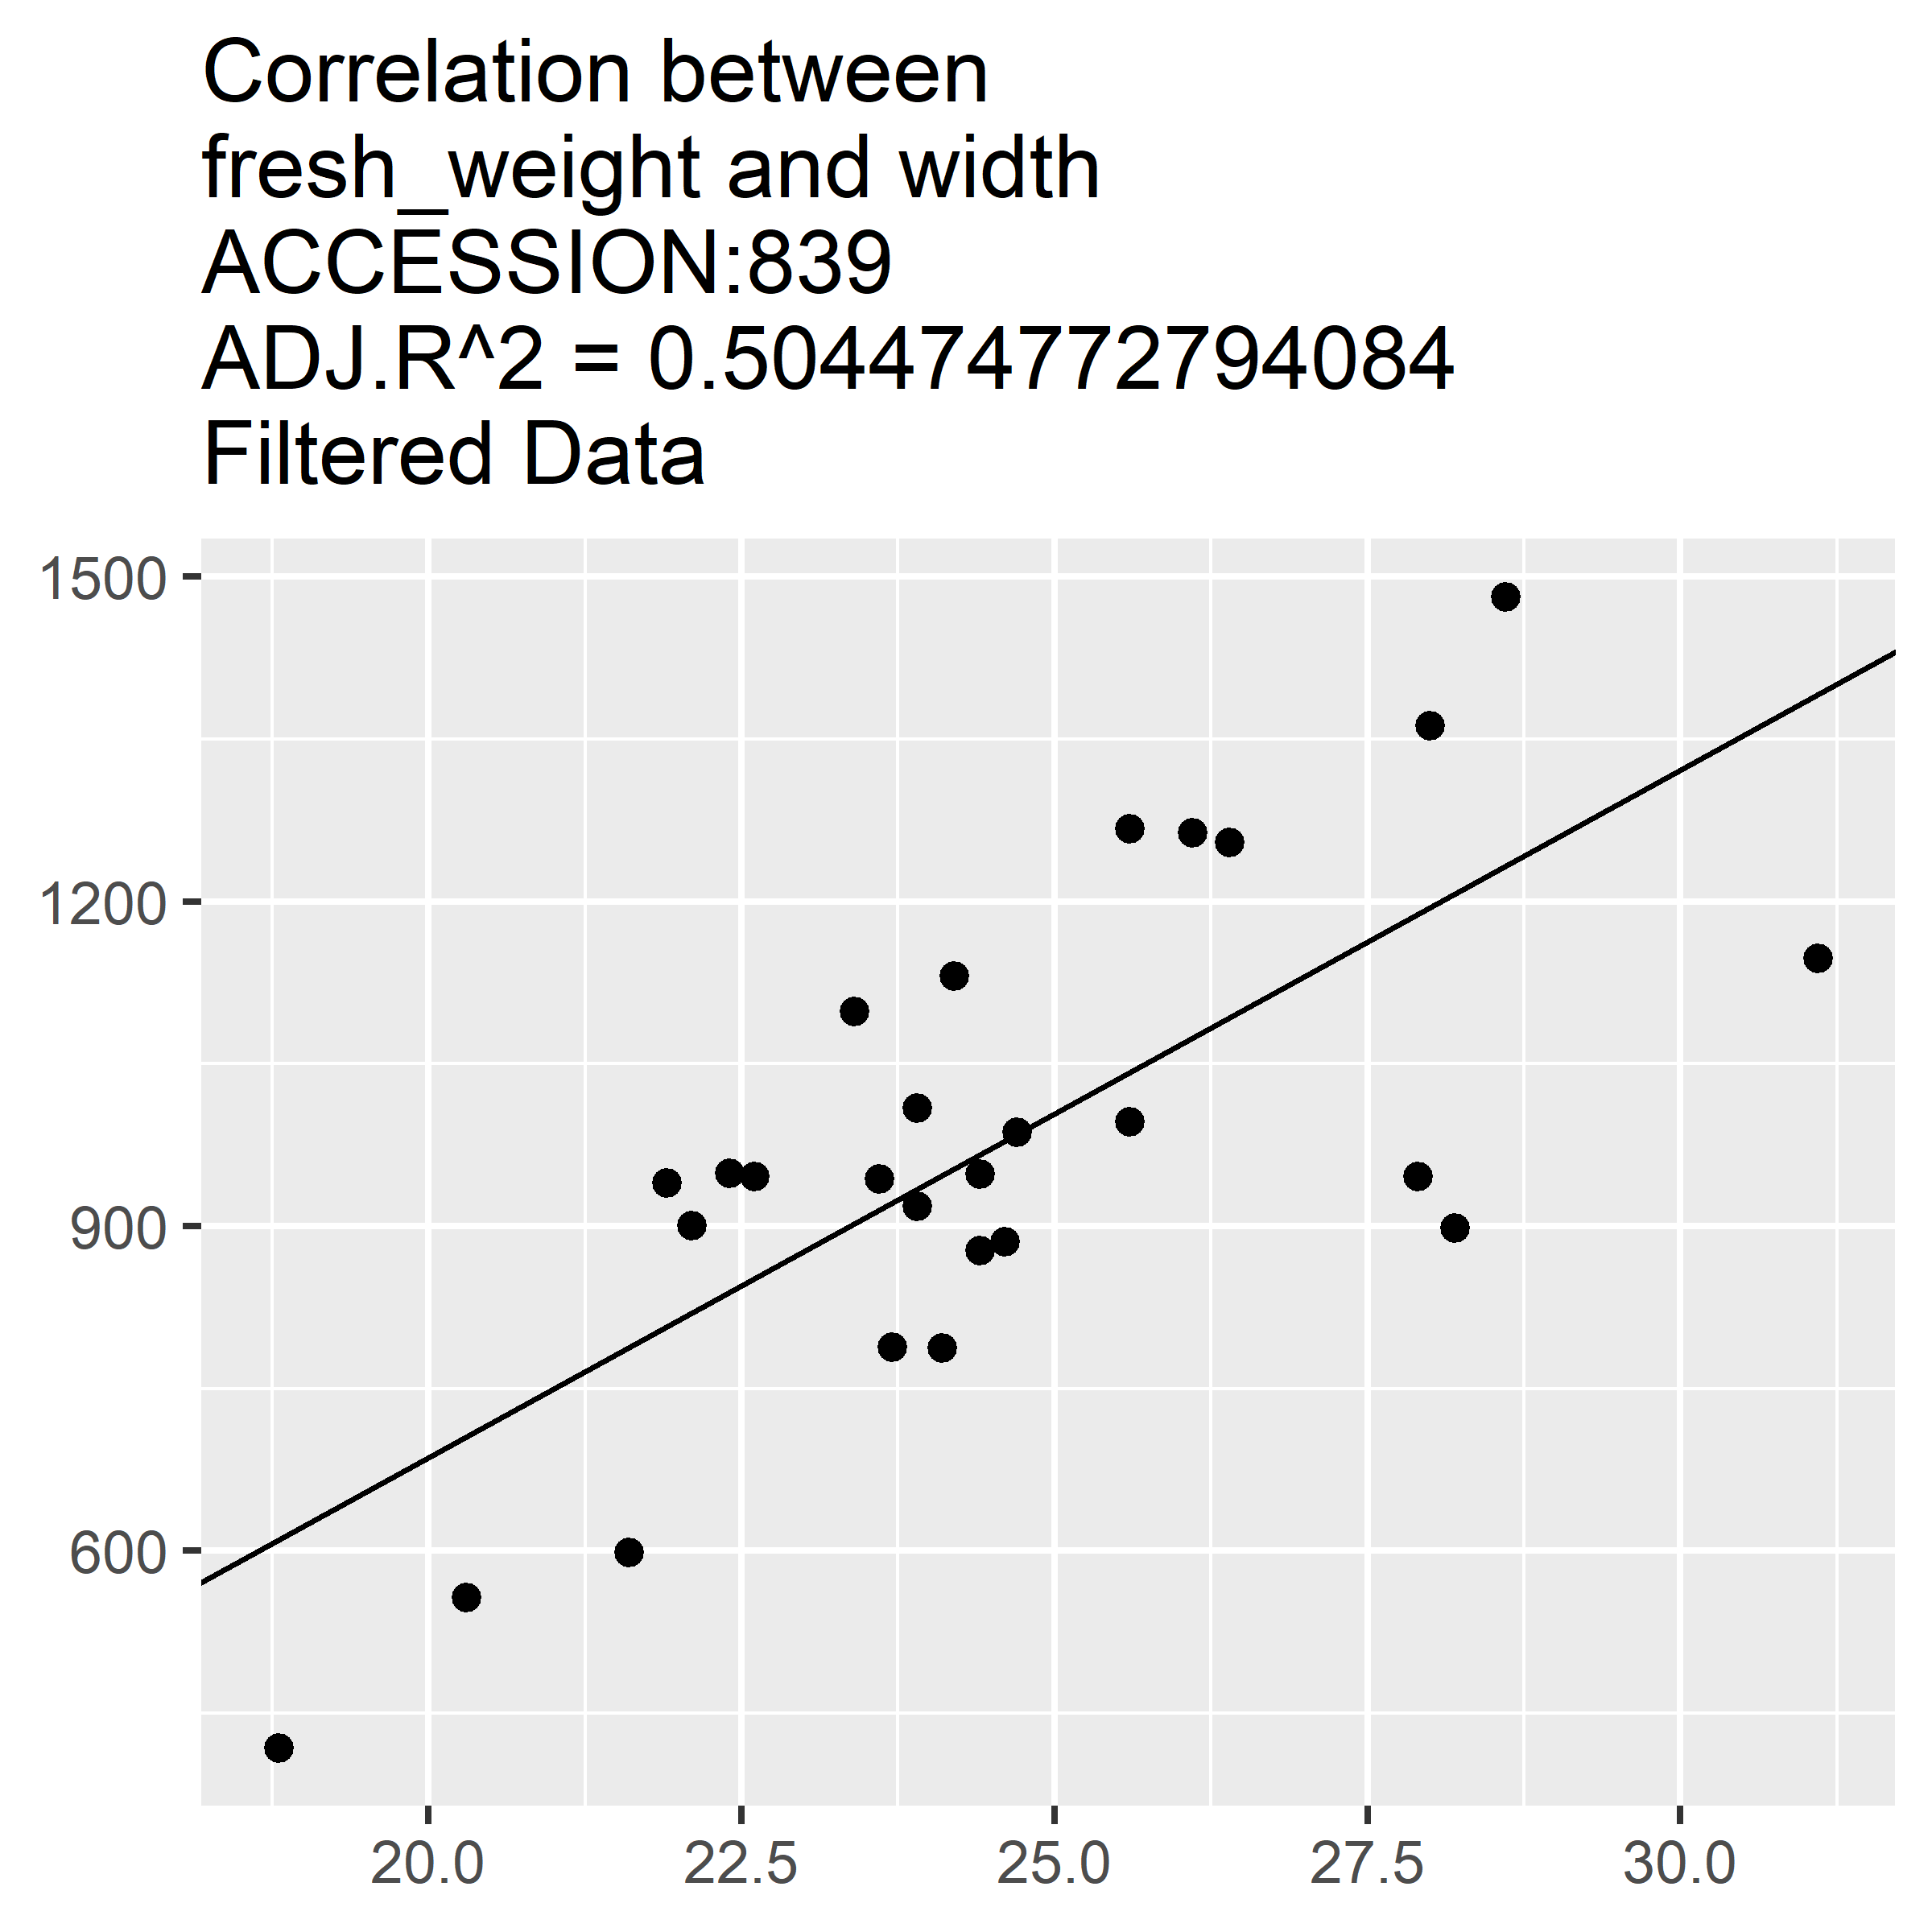 Correlation between
fresh_weight and width
ACCESSION:839
ADJ.R^2 = 0.504474772794084
Filtered Data
1500
1200
900
600
20.0 22.5 25.0 27.5 30.0